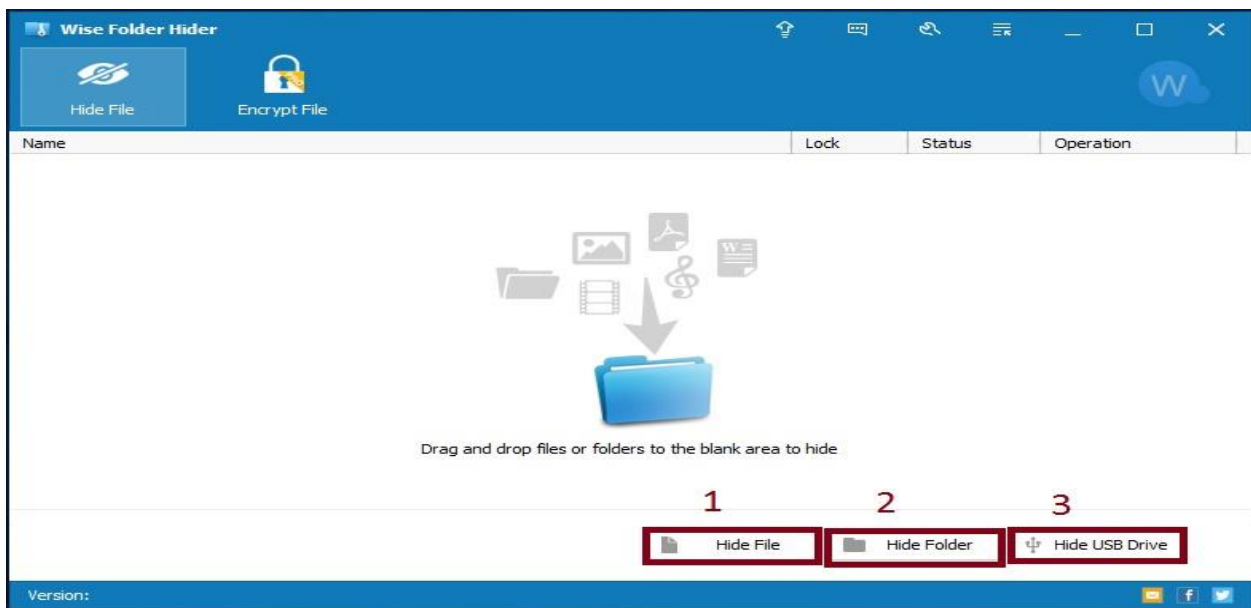 Wise Folder Hider
Hide File
Encrypt File
Name Lock Status Operation
W
W
Drag and drop files or folders to the blank area to hide
1 2 3
Hide File Hide Folder Hide USB Drive
Version: f